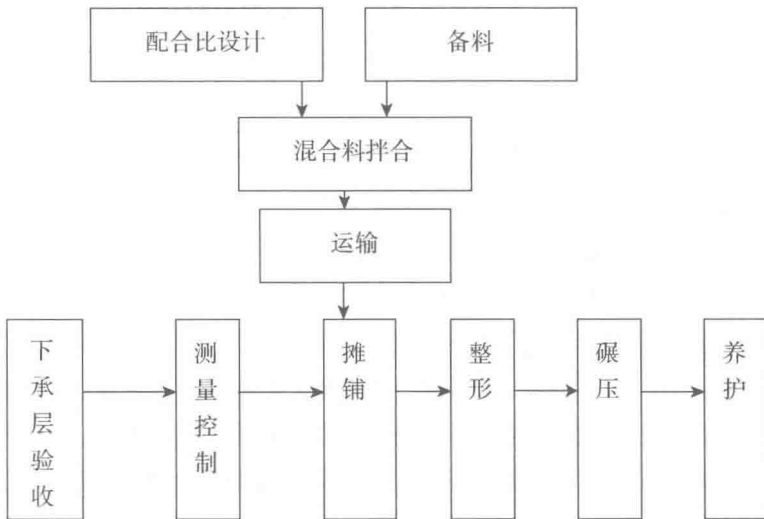 配合比设计
备料
混合料拌合
运输
下承层验收
测量控制
摊铺
整形
碾压
养护